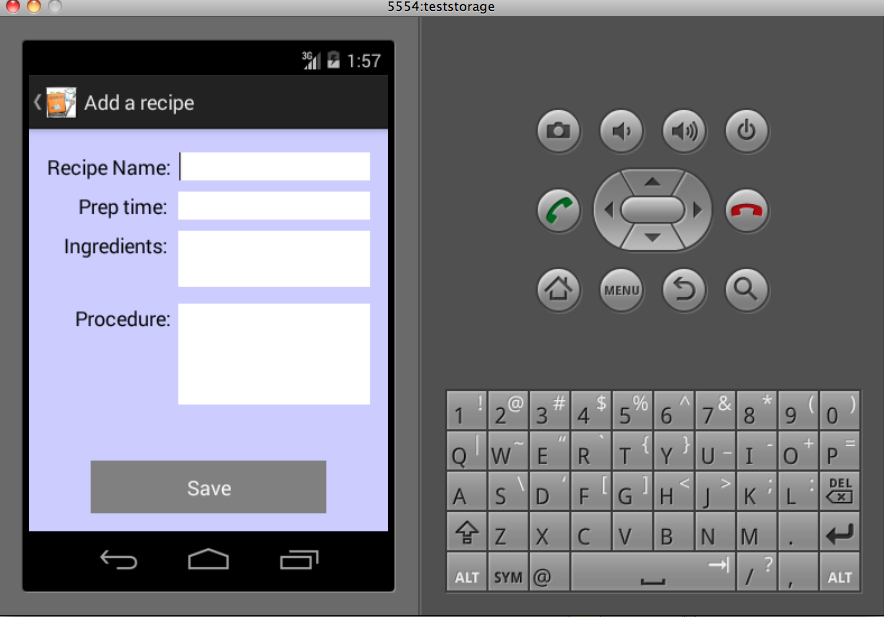 5554:teststorage
3G 1:57
Add a recipe
Recipe Name:
Prep time:
Ingredients:
Procedure:
Save
MENU
1 ! 2 @ 3 # 4 $ 5 % 6 ^ 7 & 8 * 9 ( 0 )
Q | W ~ E “ R ` T { Y } U _ I - O + P =
A S \ D ‘ F [ G ] H < J > K ; L : DEL
Z X C V B N M .
ALT SYM @ / ? , ALT